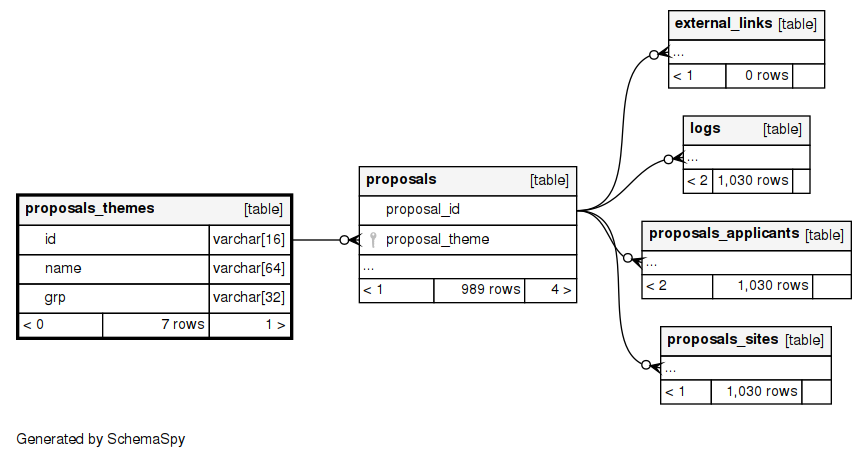 external_links [table]
...
< 1 0 rows
logs [table]
...
< 2 1,030 rows
proposals [table]
proposal_id
proposal_theme
...
< 1 989 rows 4 >
proposals_themes [table]
id varchar[16]
name varchar[64]
grp varchar[32]
< 0 7 rows 1 >
proposals_applicants [table]
...
< 2 1,030 rows
proposals_sites [table]
...
< 1 1,030 rows
Generated by SchemaSpy